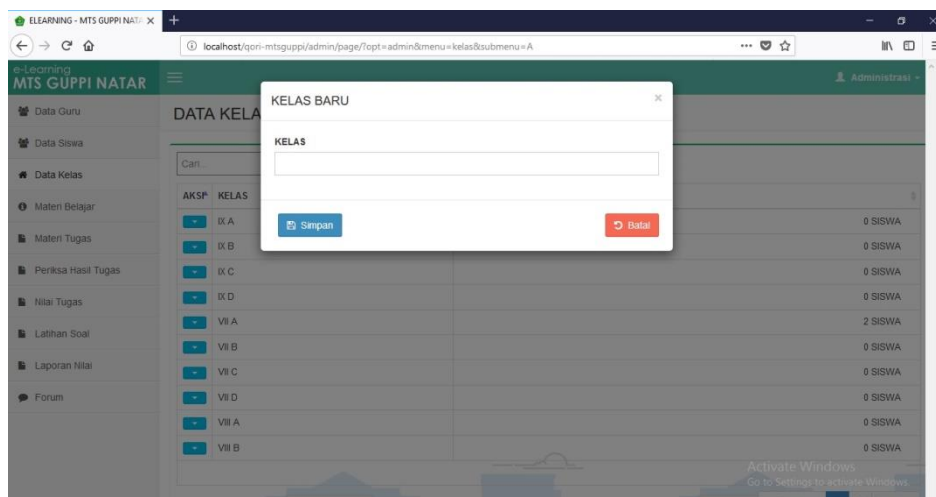 ELEARNING - MTS GUPPI NATA
localhost/qori-mtsguppi/admin/page/?opt=admin&menu=kelas&submenu=A
e-Learning
MTS GUPPI NATAR
Administrasi
Data Guru
Data Siswa
Data Kelas
Materi Belajar
Materi Tugas
Periksa Hasil Tugas
Nilai Tugas
Latihan Soal
Laporan Nilai
Forum
DATA KELA
KELAS BARU
×
KELAS
Simpan
Batal
Cari..
AKSI KELAS
IX A 0 SISWA
IX B 0 SISWA
IX C 0 SISWA
IX D 0 SISWA
VII A 2 SISWA
VII B 0 SISWA
VII C 0 SISWA
VII D 0 SISWA
VIII A 0 SISWA
VIII B 0 SISWA
Activate Windows
Go to Settings to activate Windows.